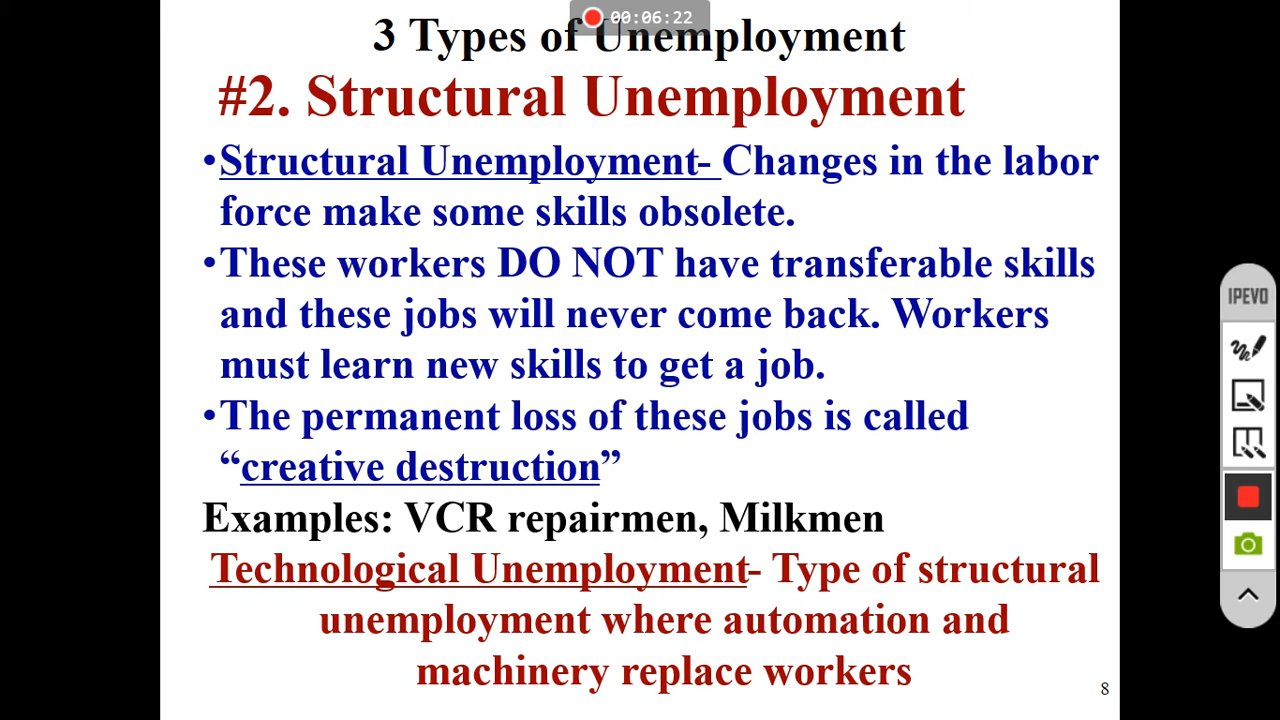 00:06:22
3 Types of Unemployment
#2. Structural Unemployment
•Structural Unemployment- Changes in the labor
force make some skills obsolete.
•These workers DO NOT have transferable skills
and these jobs will never come back. Workers
must learn new skills to get a job.
•The permanent loss of these jobs is called
“creative destruction”
Examples: VCR repairmen, Milkmen
Technological Unemployment- Type of structural
unemployment where automation and
machinery replace workers
8
IPEVO